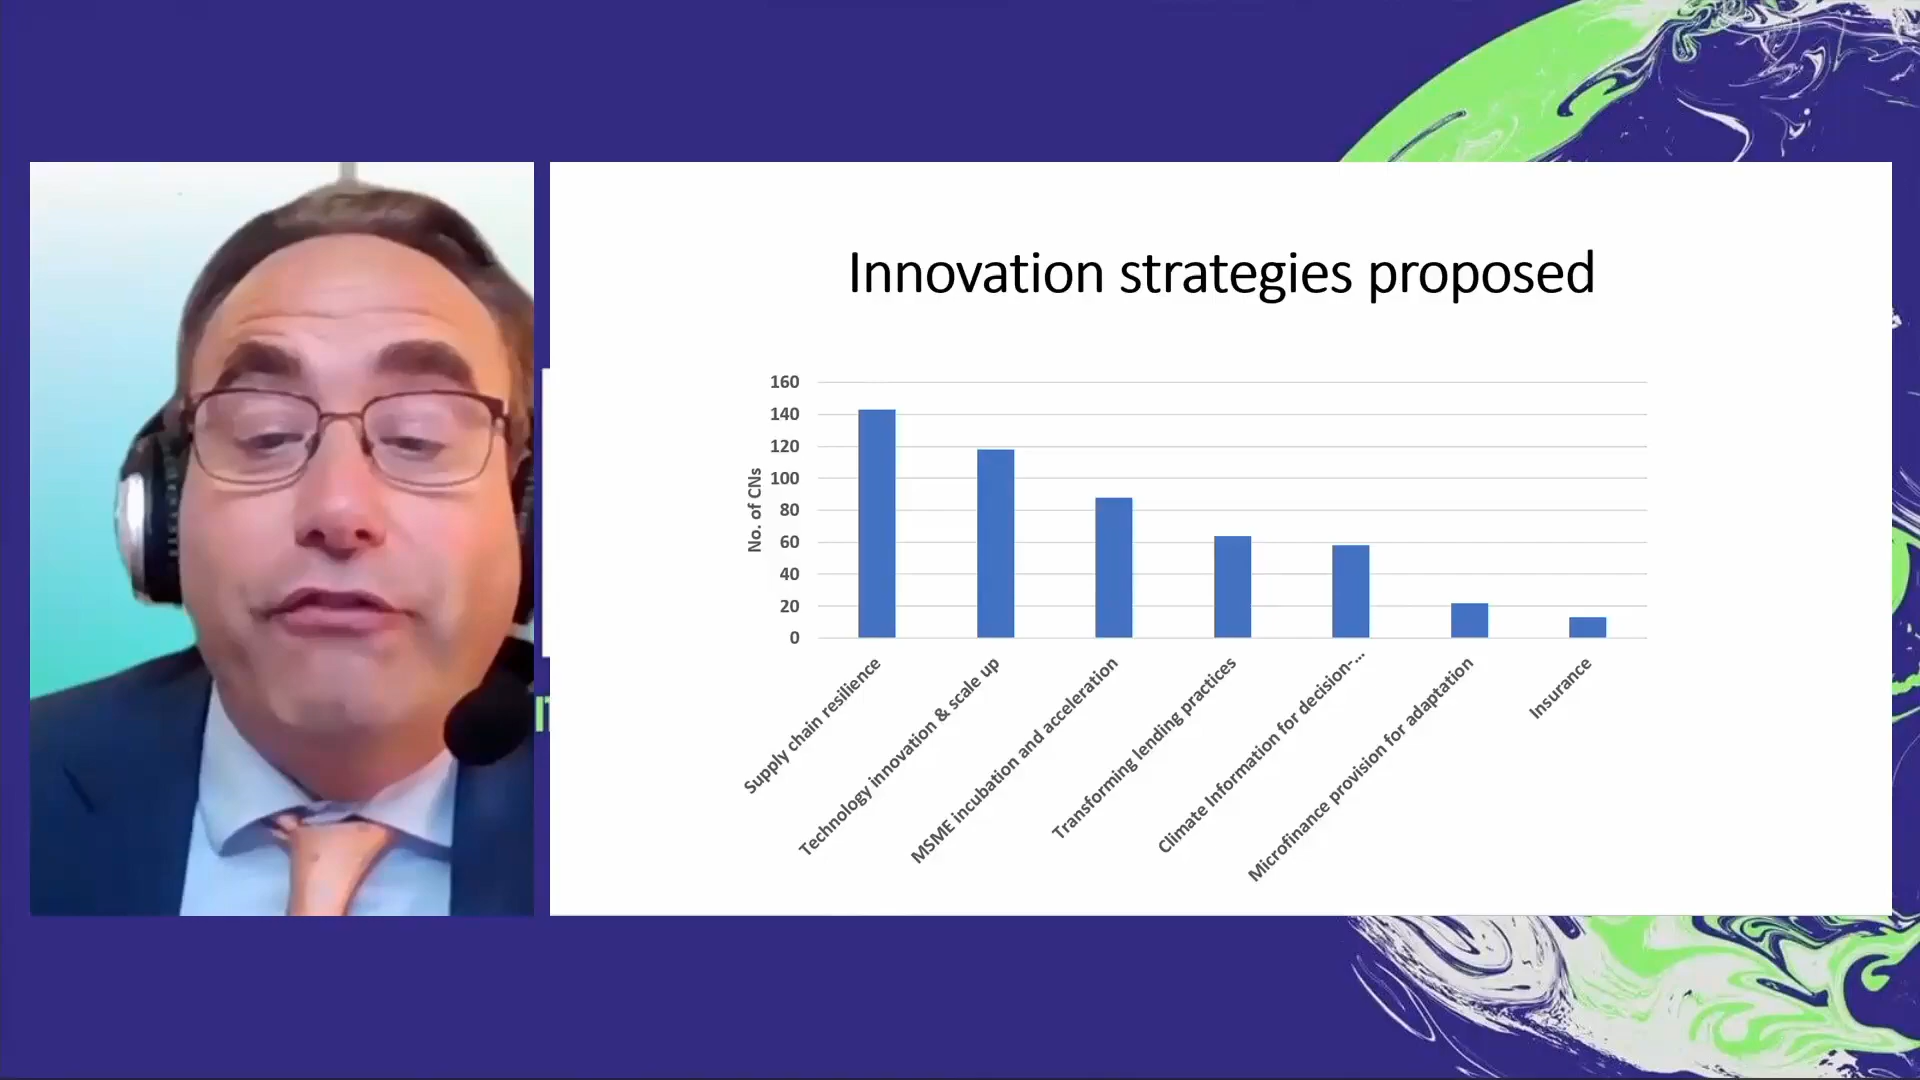 Innovation strategies proposed
160
140
120
100
80
60
40
20
0
No. of CNs
Supply chain resilience
Technology innovation & scale up
MSME incubation and acceleration
Transforming lending practices
Climate Information for decision-...
Microfinance provision for adaptation
Insurance